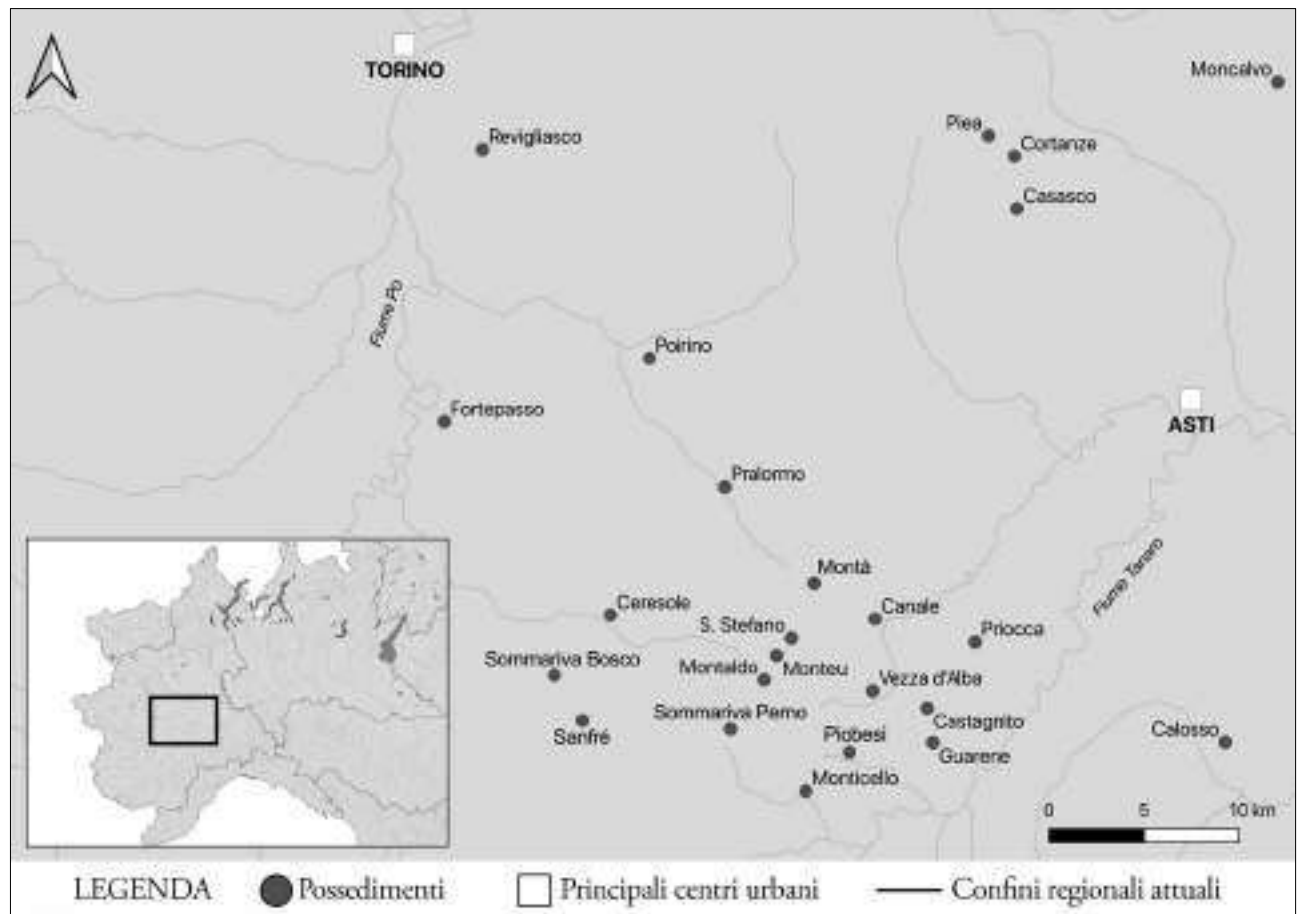 TORINO
Moncalvo
Revigliasco
Piea
Cortanze
Casasco
Fiume Po
Poirino
Fortepasso
ASTI
Pralormo
Fiume Tanaro
Montà
Ceresole
Canale
S. Stefano
Priocca
Sommariva Bosco
Montaldo
Monteu
Vezza d'Alba
Sommariva Perno
Castagnito
Sanfré
Piobesi
Guarene
Calosso
Monticello
0 5 10 km
LEGENDA Possedimenti Principali centri urbani Confini regionali attuali